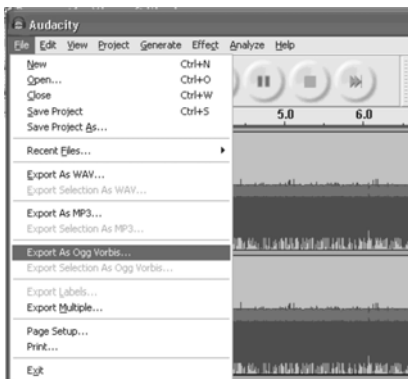 Audacity
File Edit View Project Generate Effect Analyze Help
New Ctrl+N
Open... Ctrl+O
Close Ctrl+W
Save Project Ctrl+S
Save Project As...
Recent Files...
Export As WAV...
Export Selection As WAV...
Export As MP3...
Export Selection As MP3...
Export As Ogg Vorbis...
Export Selection As Ogg Vorbis...
Export Labels...
Export Multiple...
Page Setup...
Print...
Exit
5.0 6.0